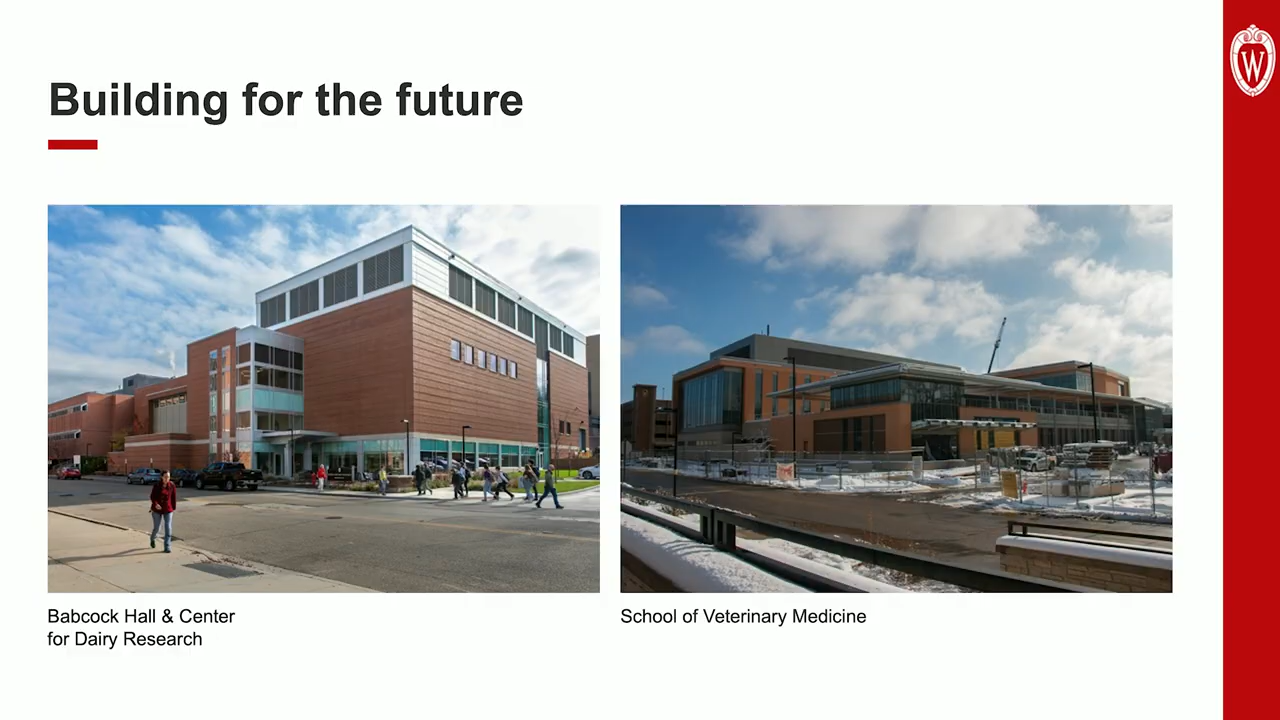 Building for the future
W
Babcock Hall & Center
for Dairy Research
School of Veterinary Medicine